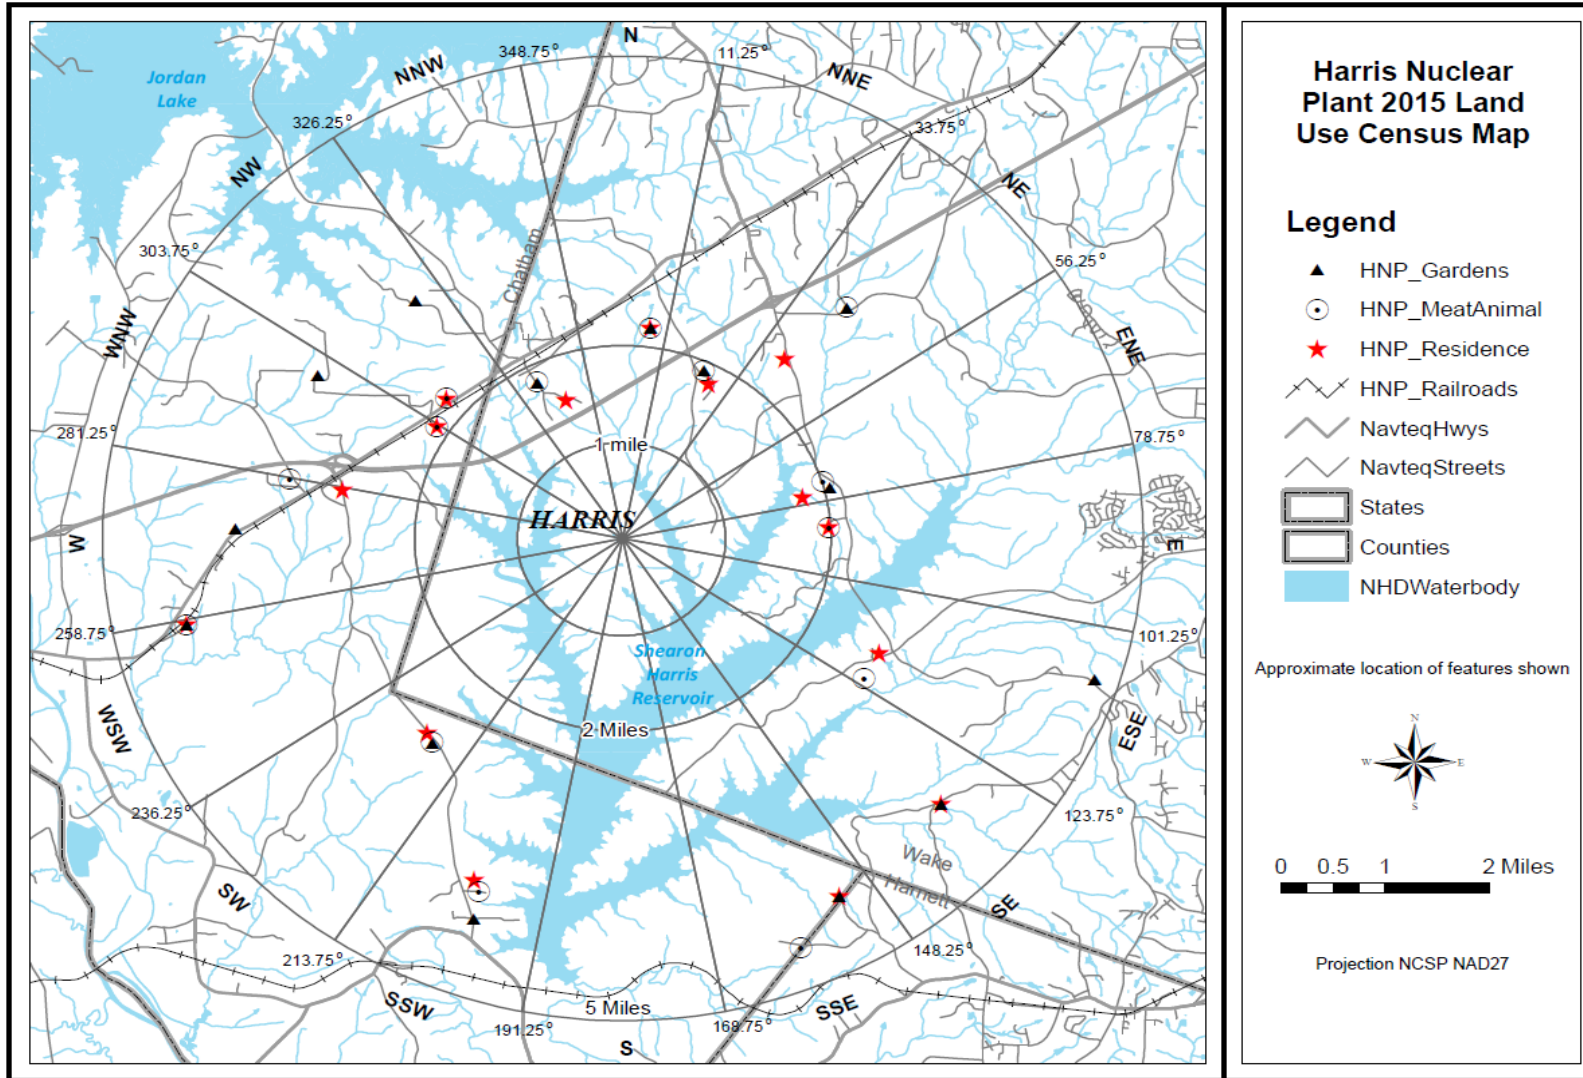 N
348.75°
11.25°
NNW
NNE
Jordan
Lake
326.25°
33.75°
NW
NE
303.75°
56.25°
Chatham
WNW
ENE
1 mile
281.25°
78.75°
HARRIS
W
E
258.75°
101.25°
Shearon
Harris
Reservoir
WSW
2 Miles
ESE
236.25°
123.75°
Wake
Harnett
SW
SE
213.75°
148.25°
SSW
5 Miles
SSE
191.25°
168.75°
S
Harris Nuclear
Plant 2015 Land
Use Census Map
Legend
HNP_Gardens
HNP_MeatAnimal
HNP_Residence
HNP_Railroads
NavteqHwys
NavteqStreets
States
Counties
NHDWaterbody
Approximate location of features shown
N
W E
S
0 0.5 1 2 Miles
Projection NCSP NAD27